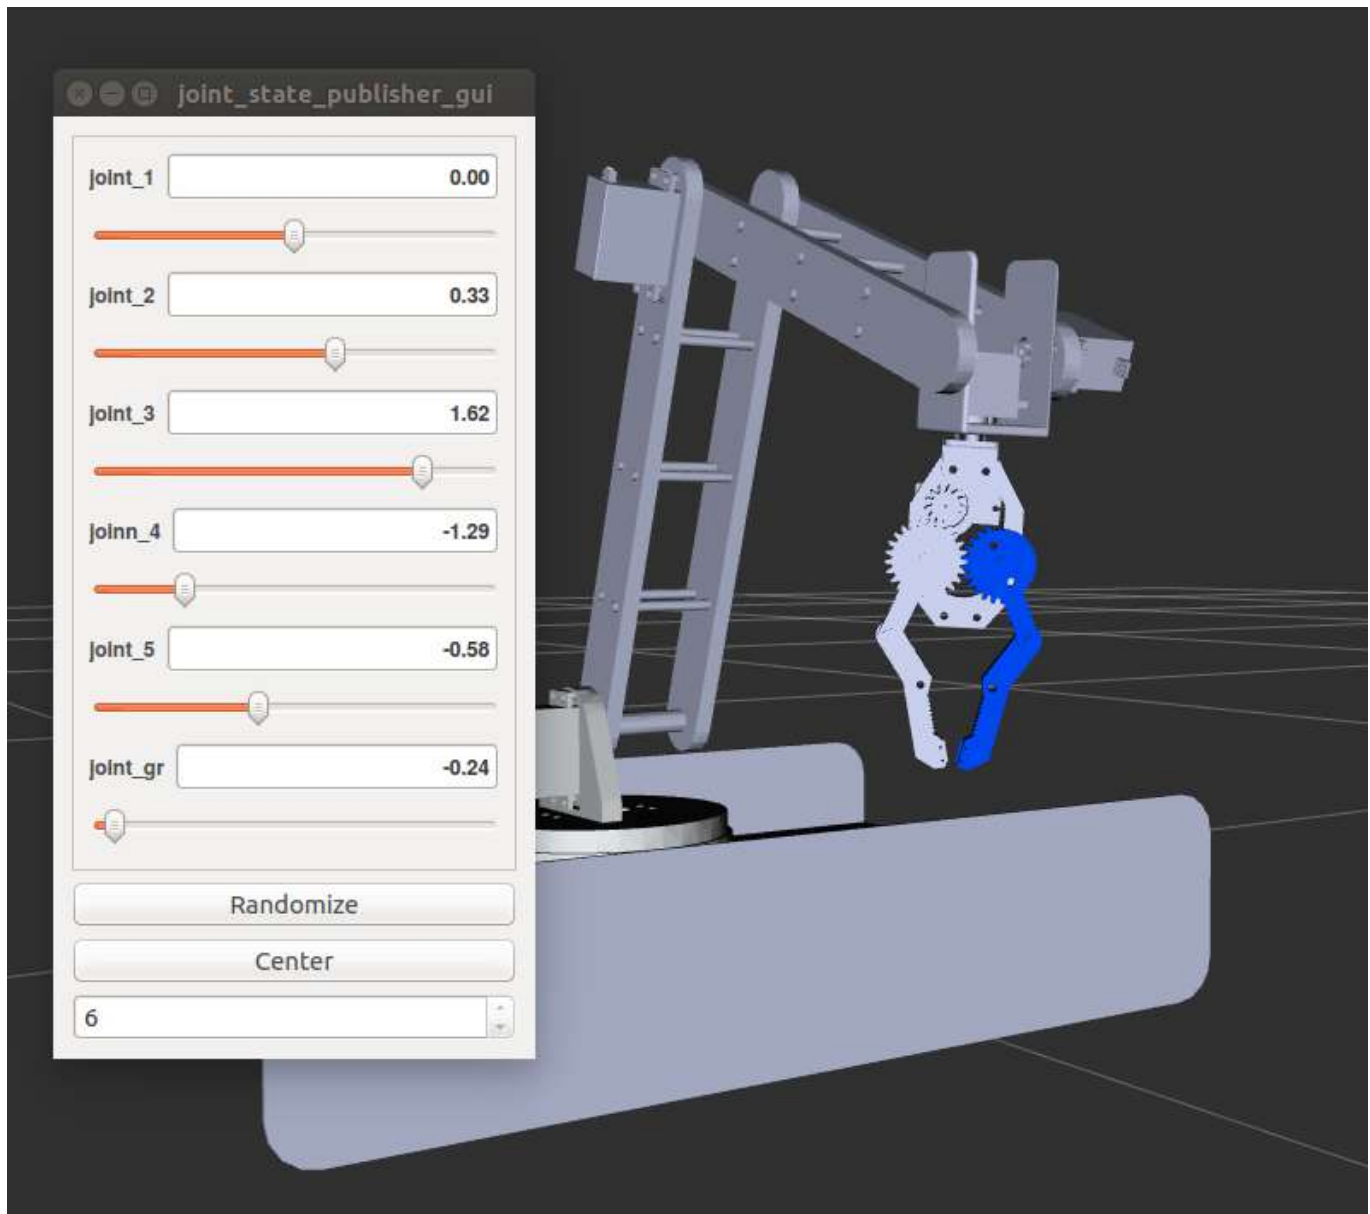 joint_state_publisher_gui
joint_1 0.00
joint_2 0.33
joint_3 1.62
joinn_4 -1.29
joint_5 -0.58
joint_gr -0.24
Randomize
Center
6